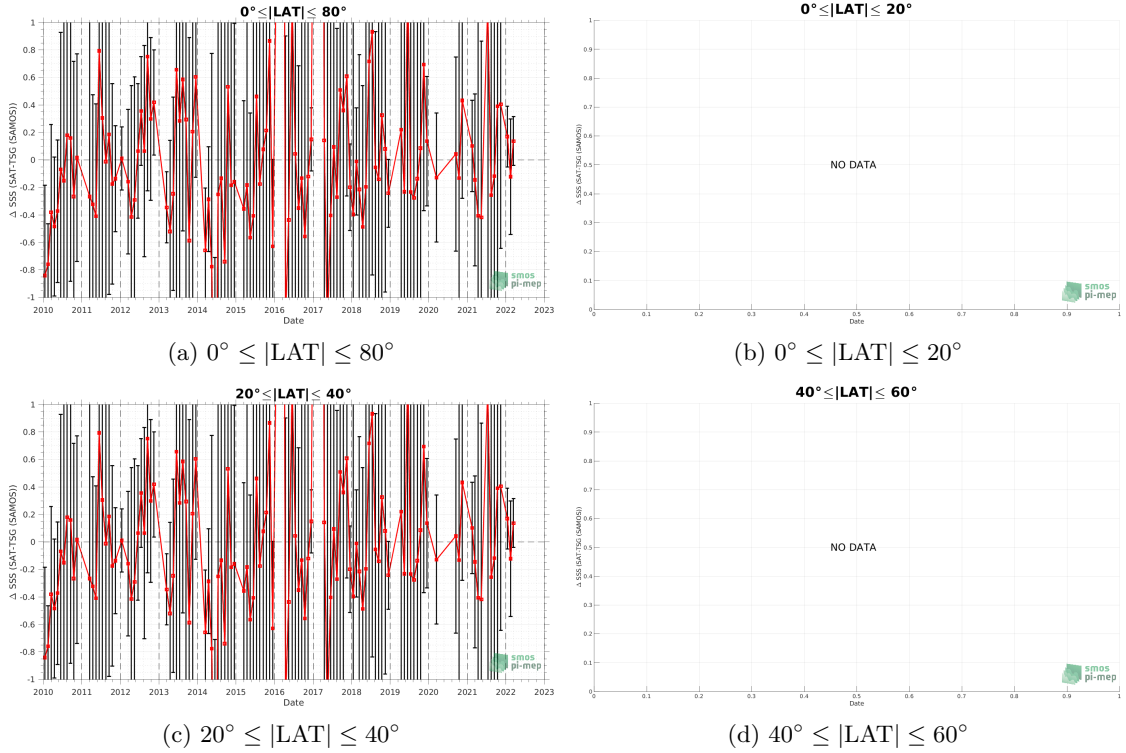 0°≤|LAT|≤ 80°
Δ SSS (SAT-TSG (SAMOS))
1
0.8
0.6
0.4
0.2
0
-0.2
-0.4
-0.6
-0.8
-1
2010 2011 2012 2013 2014 2015 2016 2017 2018 2019 2020 2021 2022 2023
Date
smos
pi-mep
(a) 0° ≤ |LAT| ≤ 80°
0°≤|LAT|≤ 20°
Δ SSS (SAT-TSG (SAMOS))
1
0.9
0.8
0.7
0.6
0.5
0.4
0.3
0.2
0.1
0
NO DATA
0 0.1 0.2 0.3 0.4 0.5 0.6 0.7 0.8 0.9 1
Date
smos
pi-mep
(b) 0° ≤ |LAT| ≤ 20°
20°≤|LAT|≤ 40°
Δ SSS (SAT-TSG (SAMOS))
1
0.8
0.6
0.4
0.2
0
-0.2
-0.4
-0.6
-0.8
-1
2010 2011 2012 2013 2014 2015 2016 2017 2018 2019 2020 2021 2022 2023
Date
smos
pi-mep
(c) 20° ≤ |LAT| ≤ 40°
40°≤|LAT|≤ 60°
Δ SSS (SAT-TSG (SAMOS))
1
0.9
0.8
0.7
0.6
0.5
0.4
0.3
0.2
0.1
0
NO DATA
0 0.1 0.2 0.3 0.4 0.5 0.6 0.7 0.8 0.9 1
Date
smos
pi-mep
(d) 40° ≤ |LAT| ≤ 60°